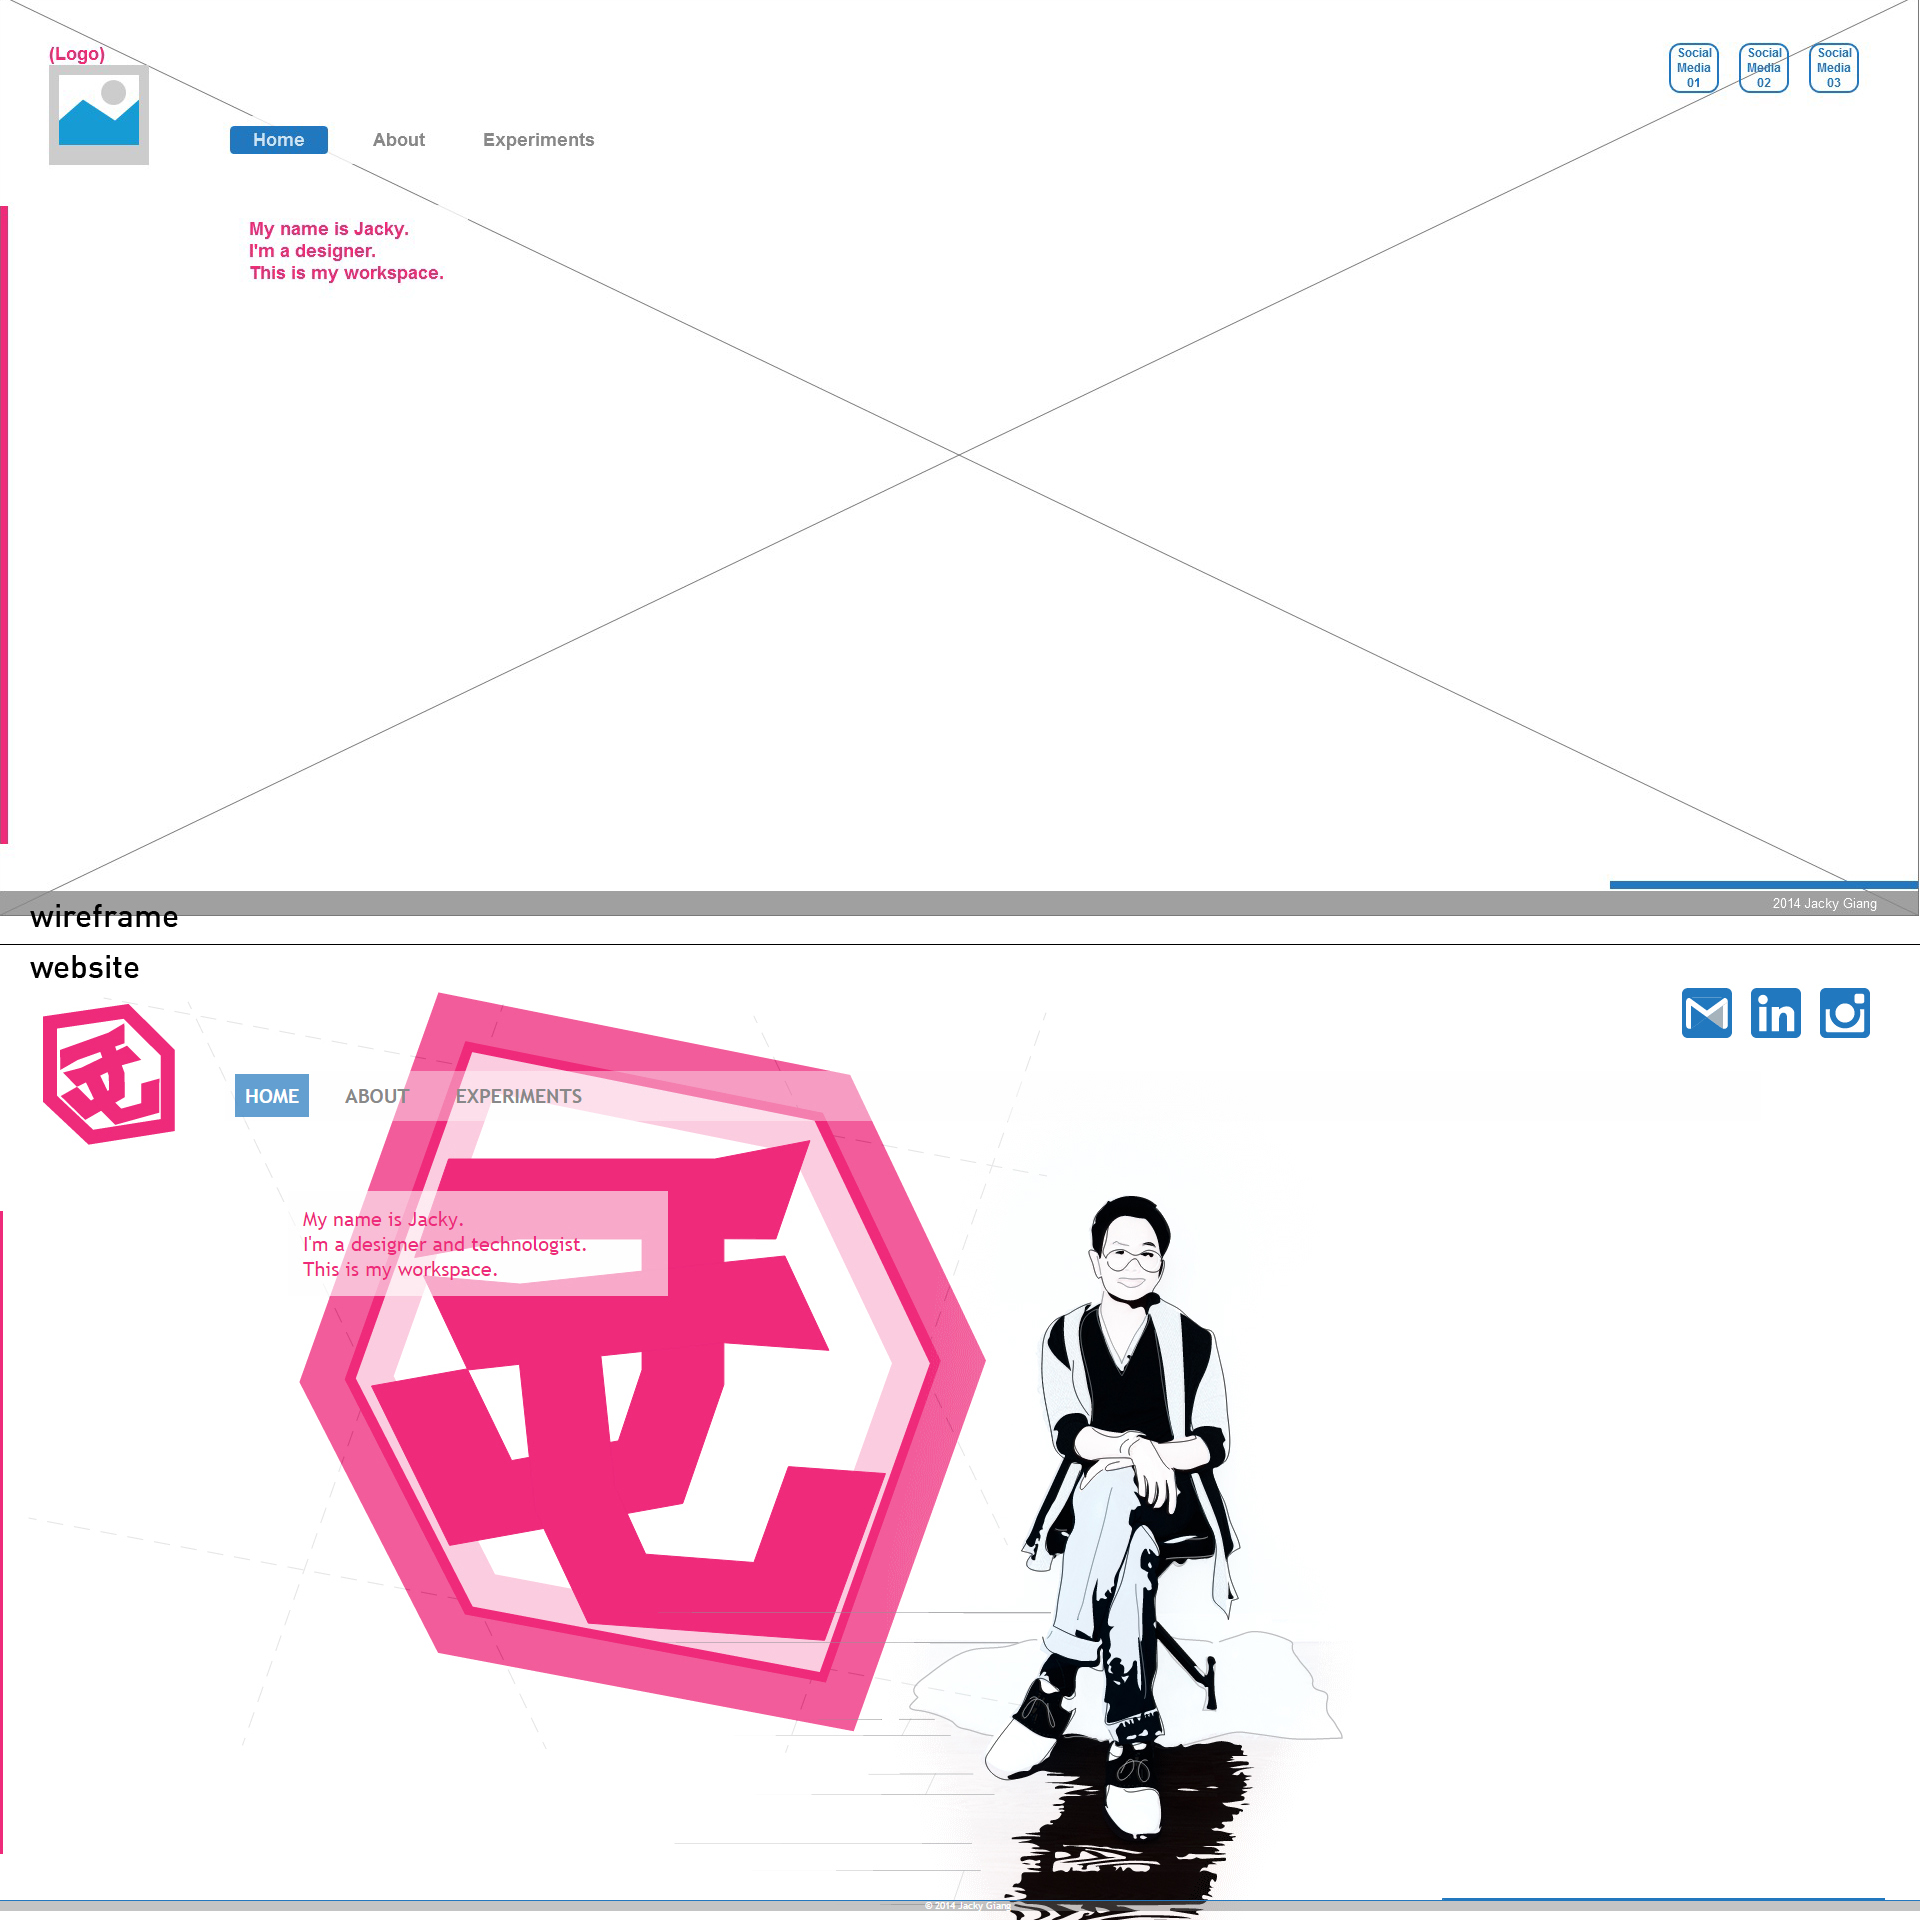 (Logo)
Social Media 01
Social Media 02
Social Media 03
Home About Experiments
My name is Jacky.
I'm a designer.
This is my workspace.
2014 Jacky Giang
wireframe
website
in
HOME ABOUT EXPERIMENTS
My name is Jacky.
I'm a designer and technologist.
This is my workspace.
© 2014 Jacky Giang